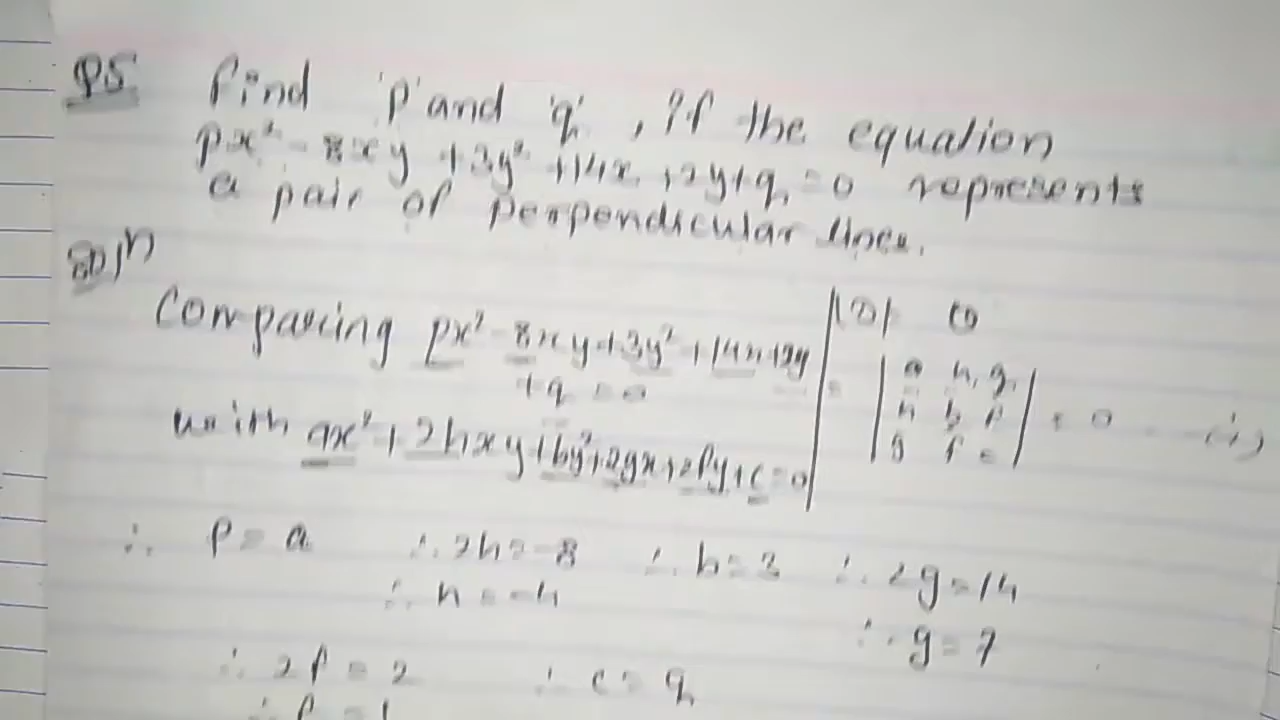 Q5 Find 'p' and 'q', if the equation
px² - 8xy + 3y² + 14x + 2y + q = 0 represents
a pair of perpendicular lines.
Solⁿ
Comparing px² - 8xy + 3y² + 14x + 2y
+ q = 0
with ax² + 2hxy + by² + 2gx + 2fy + c = 0
= | a h g |
| h b f | = 0
| g f c |
∴ p = a ∴ 2h = -8 ∴ b = 3 ∴ 2g = 14
∴ h = -4 ∴ g = 7
∴ 2f = 2 ∴ c = q
∴ f = 1